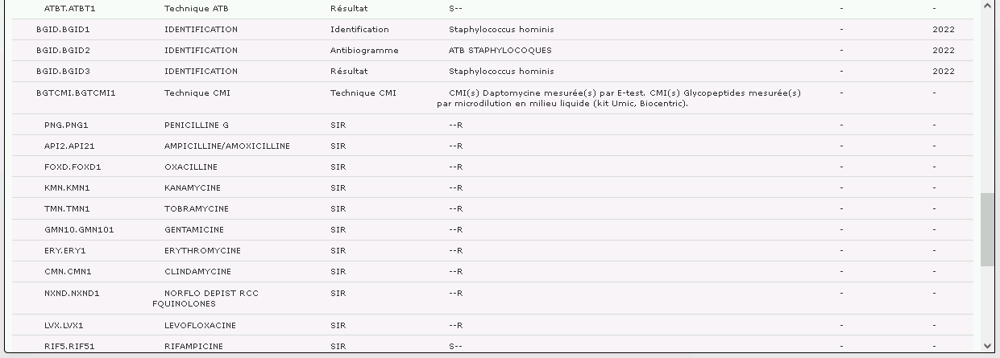 ATBT.ATBT1 Technique ATB Résultat S-- - -
BGID.BGID1 IDENTIFICATION Identification Staphylococcus hominis - 2022
BGID.BGID2 IDENTIFICATION Antibiogramme ATB STAPHYLOCOQUES - 2022
BGID.BGID3 IDENTIFICATION Résultat Staphylococcus hominis - 2022
BGTCMI.BGTCMI1 Technique CMI Technique CMI CMI(s) Daptomycine mesurée(s) par E-test. CMI(s) Glycopeptides mesurée(s) - -
par microdilution en milieu liquide (kit Umic, Biocentric).
PNG.PNG1 PENICILLINE G SIR --R - -
API2.API21 AMPICILLINE/AMOXICILLINE SIR --R - -
FOXD.FOXD1 OXACILLINE SIR --R - -
KMN.KMN1 KANAMYCINE SIR --R - -
TMN.TMN1 TOBRAMYCINE SIR --R - -
GMN10.GMN101 GENTAMICINE SIR --R - -
ERY.ERY1 ERYTHROMYCINE SIR --R - -
CMN.CMN1 CLINDAMYCINE SIR --R - -
NXND.NXND1 NORFLO DEPIST RCC SIR --R - -
FQUINOLONES
LVX.LVX1 LEVOFLOXACINE SIR --R - -
RIF5.RIF51 RIFAMPICINE SIR S-- - -